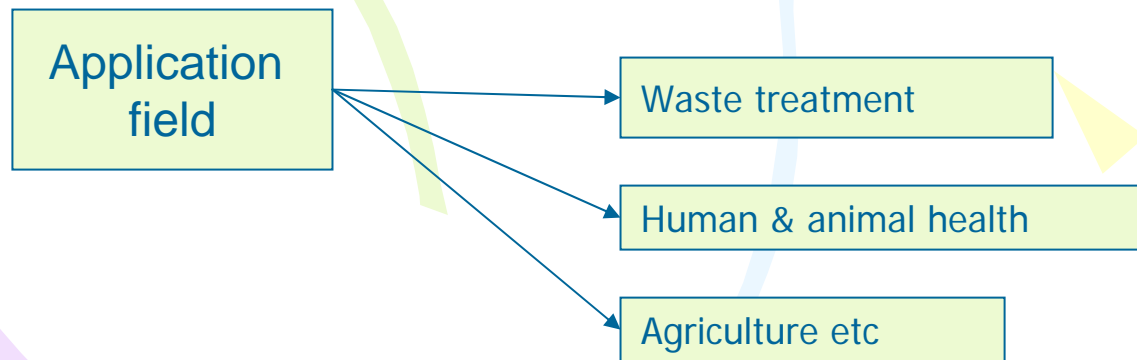 Application
field
Waste treatment
Human & animal health
Agriculture etc